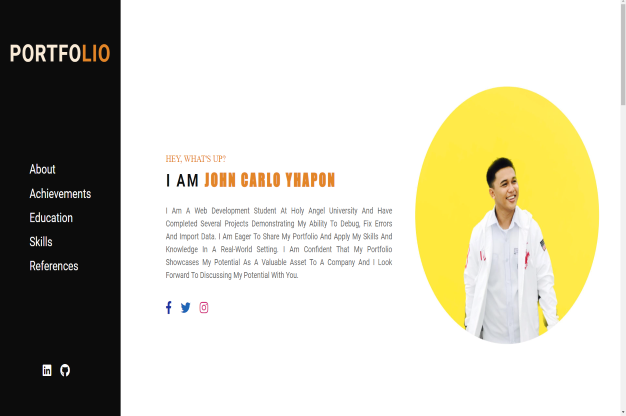 PORTFOLIO
About
Achievements
Education
Skills
References
HEY, WHAT'S UP?
I AM JOHN CARLO YHAPON
I Am A Web Development Student At Holy Angel University And Have
Completed Several Projects Demonstrating My Ability To Debug, Fix Errors
And Import Data. I Am Eager To Share My Portfolio And Apply My Skills And
Knowledge In A Real-World Setting. I Am Confident That My Portfolio
Showcases My Potential As A Valuable Asset To A Company And I Look
Forward To Discussing My Potential With You.